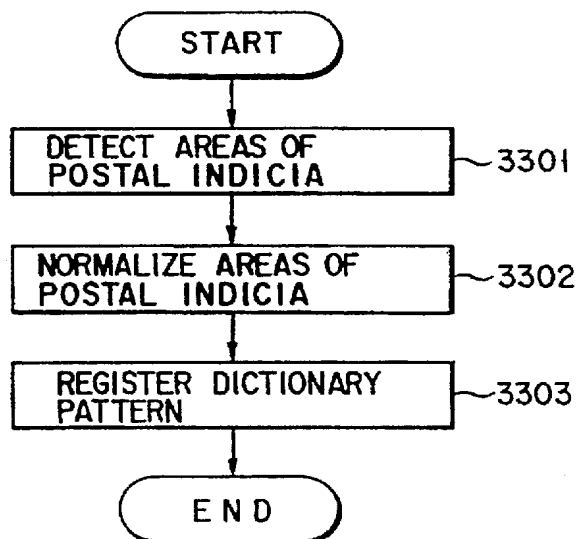 START
DETECT AREAS OF
POSTAL INDICIA
3301
NORMALIZE AREAS OF
POSTAL INDICIA
3302
REGISTER DICTIONARY
PATTERN
3303
END